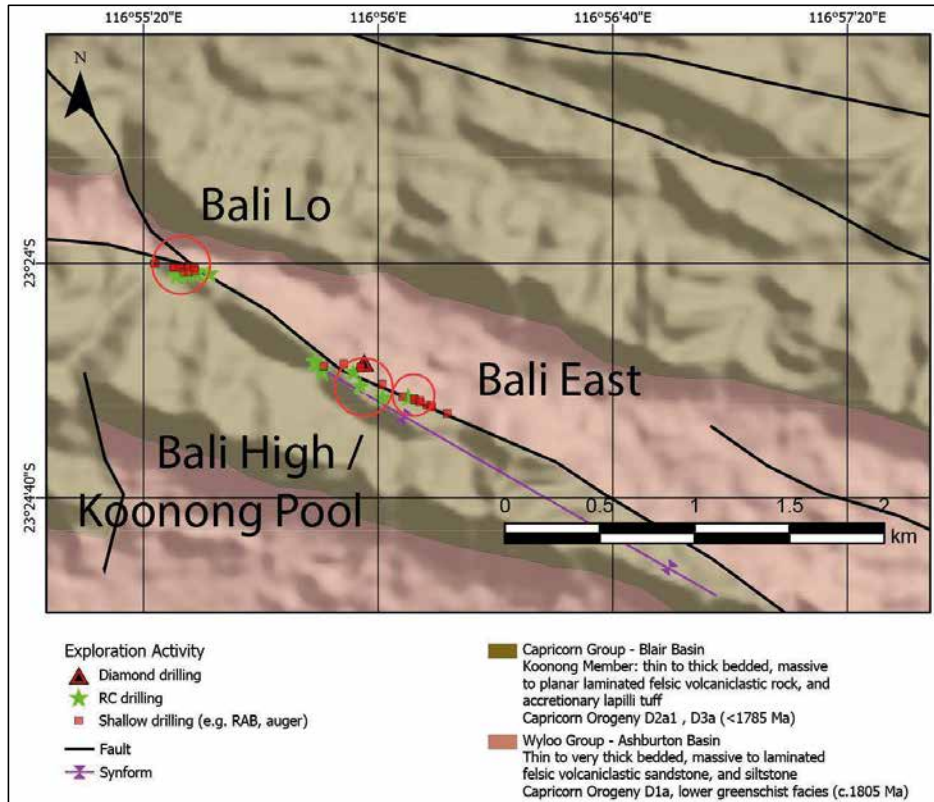 116°55'20"E
116°56'E
116°56'40"E
116°57'20"E
N
Bali Lo
23°24'S
Bali East
Bali High /
Koonong Pool
23°24'40"S
0 0.5 1 1.5 2
km
Exploration Activity
Diamond drilling
RC drilling
Shallow drilling (e.g. RAB, auger)
Fault
Synform
Capricorn Group - Blair Basin
Koonong Member: thin to thick bedded, massive
to planar laminated felsic volcaniclastic rock, and
accretionary lapilli tuff
Capricorn Orogeny D2a1 , D3a (<1785 Ma)
Wyloo Group - Ashburton Basin
Thin to very thick bedded, massive to laminated
felsic volcaniclastic sandstone, and siltstone
Capricorn Orogeny D1a, lower greenschist facies (c.1805 Ma)